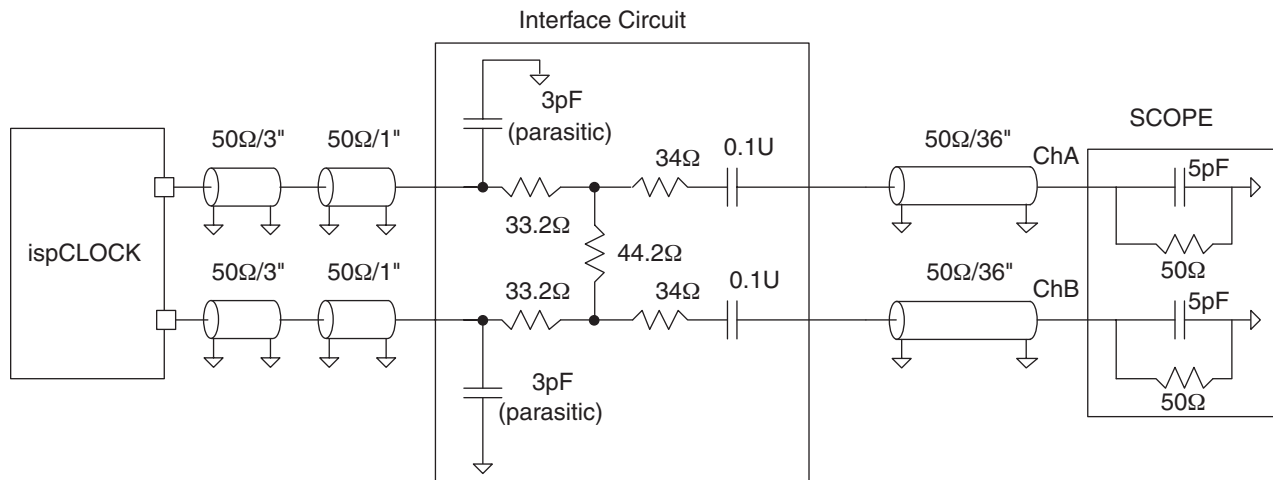 Interface Circuit
3pF
(parasitic)
SCOPE
50Ω/3"
50Ω/1"
34Ω
0.1U
50Ω/36"
ChA
5pF
33.2Ω
50Ω
ispCLOCK
44.2Ω
50Ω/3"
50Ω/1"
33.2Ω
34Ω
0.1U
50Ω/36"
ChB
5pF
50Ω
3pF
(parasitic)